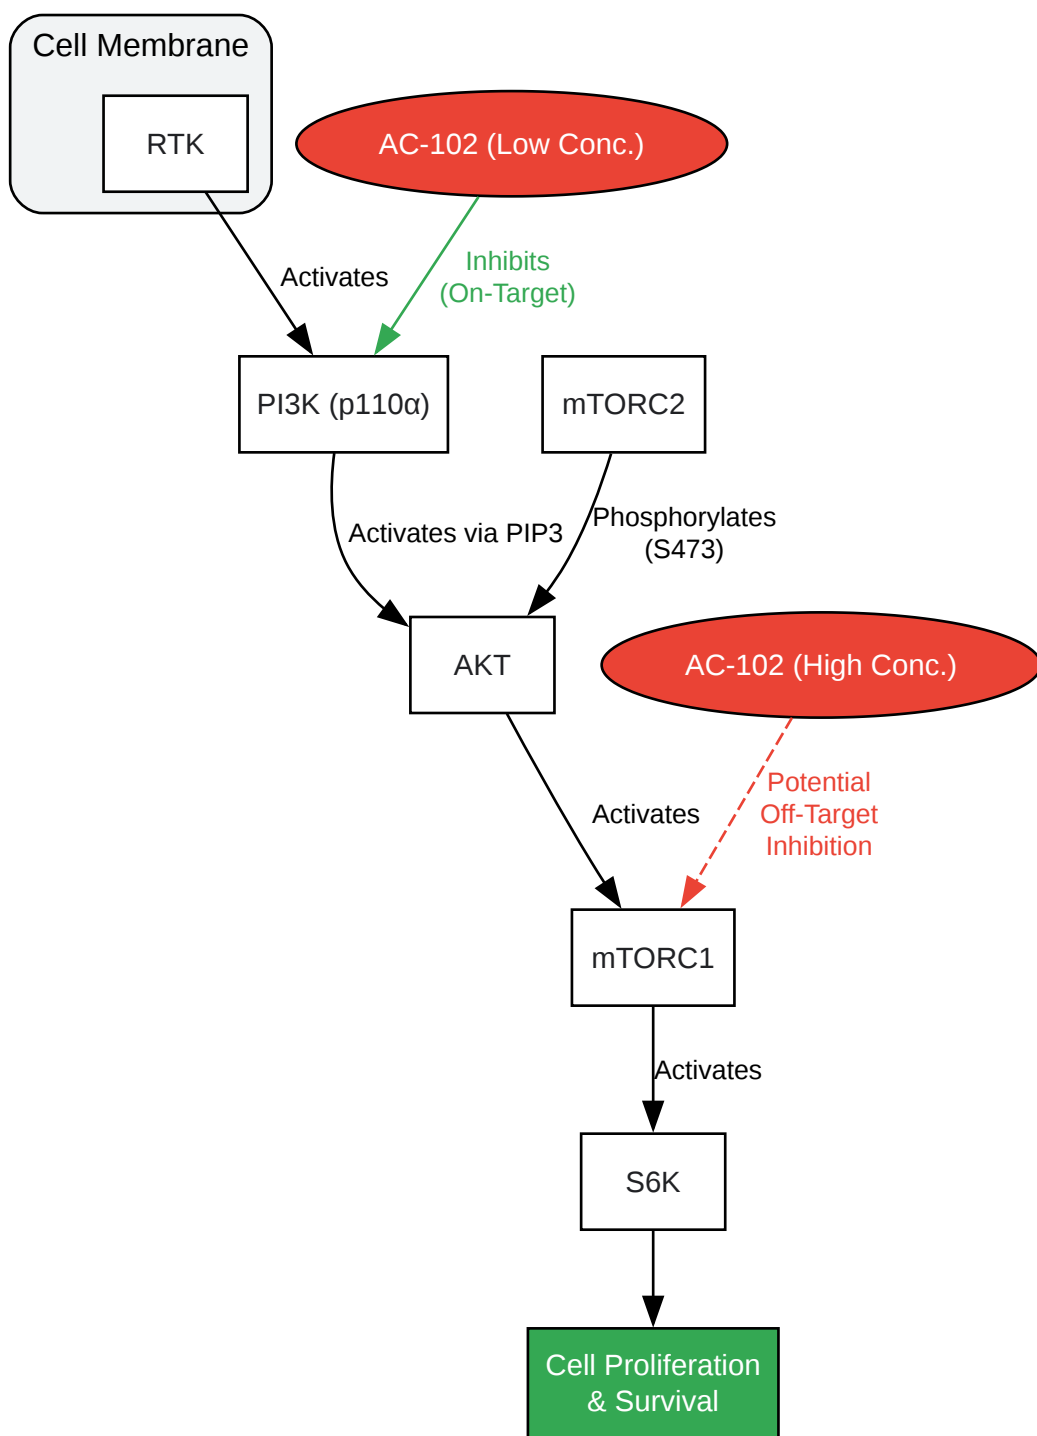 Cell Membrane
RTK
AC-102 (Low Conc.)
Activates
Inhibits
(On-Target)
PI3K (p110α)
mTORC2
Activates via PIP3
Phosphorylates
(S473)
AKT
AC-102 (High Conc.)
Activates
Potential
Off-Target
Inhibition
mTORC1
Activates
S6K
Cell Proliferation
& Survival